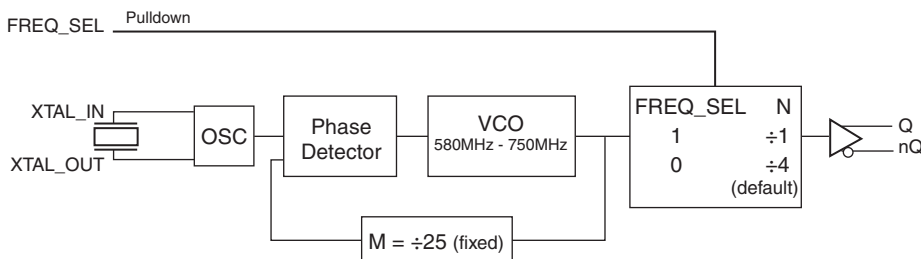 FREQ_SEL
Pulldown
XTAL_IN
XTAL_OUT
OSC
Phase
Detector
VCO
580MHz - 750MHz
M = ÷25 (fixed)
FREQ_SEL N
1 ÷1
0 ÷4
(default)
Q
nQ